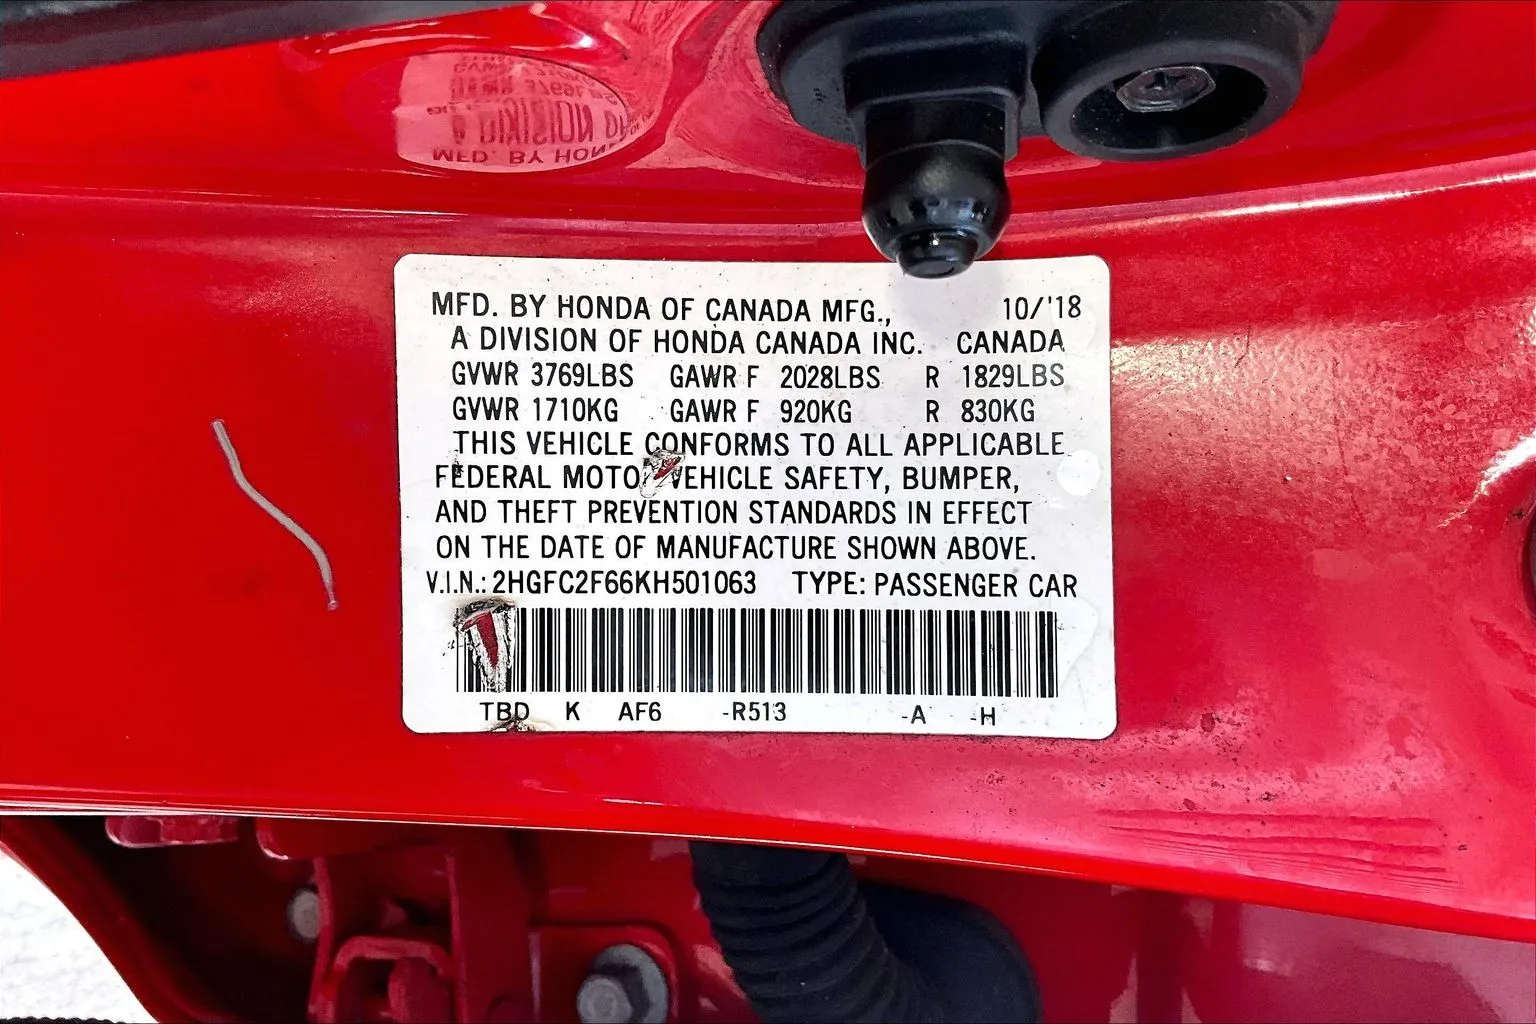 MFD. BY HONDA OF CANADA MFG., 10/'18
A DIVISION OF HONDA CANADA INC. CANADA
GVWR 3769LBS GAWR F 2028LBS R 1829LBS
GVWR 1710KG GAWR F 920KG R 830KG
THIS VEHICLE CONFORMS TO ALL APPLICABLE
FEDERAL MOTO VEHICLE SAFETY, BUMPER,
AND THEFT PREVENTION STANDARDS IN EFFECT
ON THE DATE OF MANUFACTURE SHOWN ABOVE.
V.I.N.: 2HGFC2F66KH501063 TYPE: PASSENGER CAR
TBD K AF6 -R513 -A -H